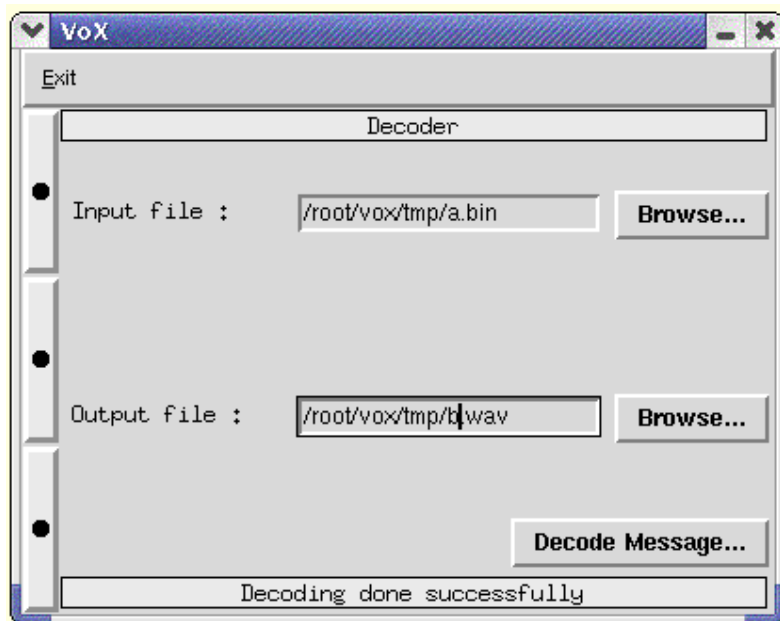 VoX
Exit
Decoder
Input file : /root/vox/tmp/a.bin Browse...
Output file : /root/vox/tmp/b.wav Browse...
Decode Message...
Decoding done successfully